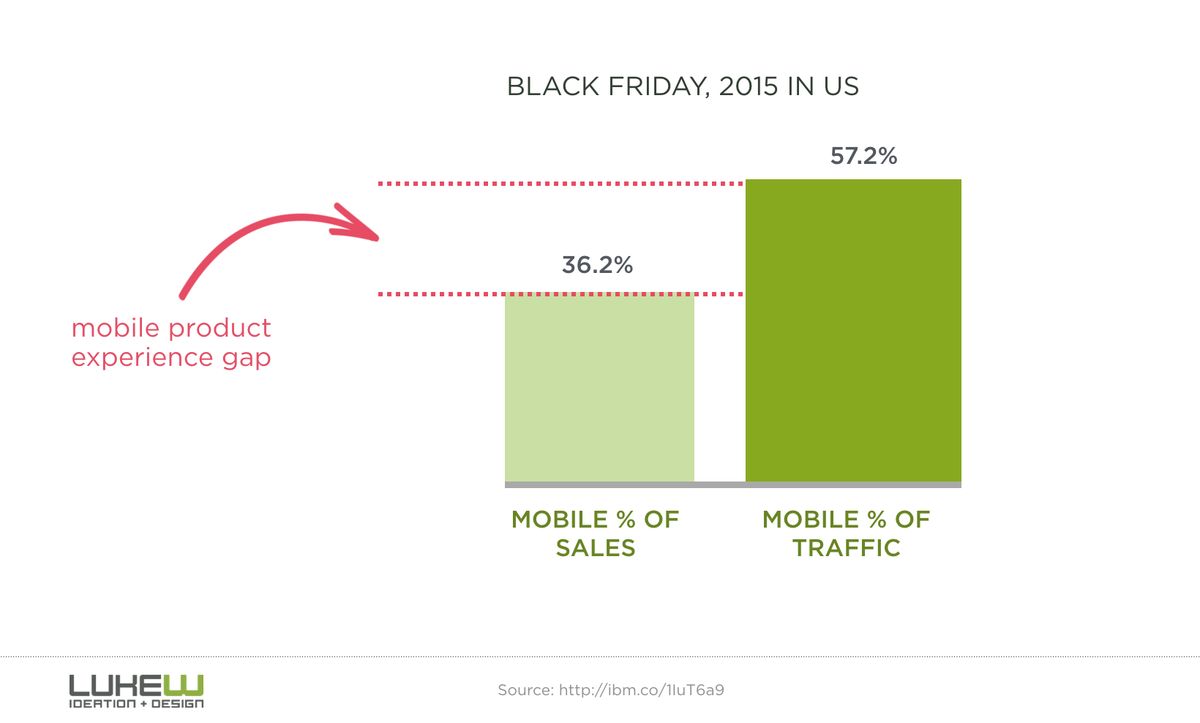 BLACK FRIDAY, 2015 IN US
57.2%
36.2%
mobile product
experience gap
MOBILE % OF
SALES
MOBILE % OF
TRAFFIC
LUKEW
IDEATION + DESIGN
Source: http://ibm.co/1IuT6a9